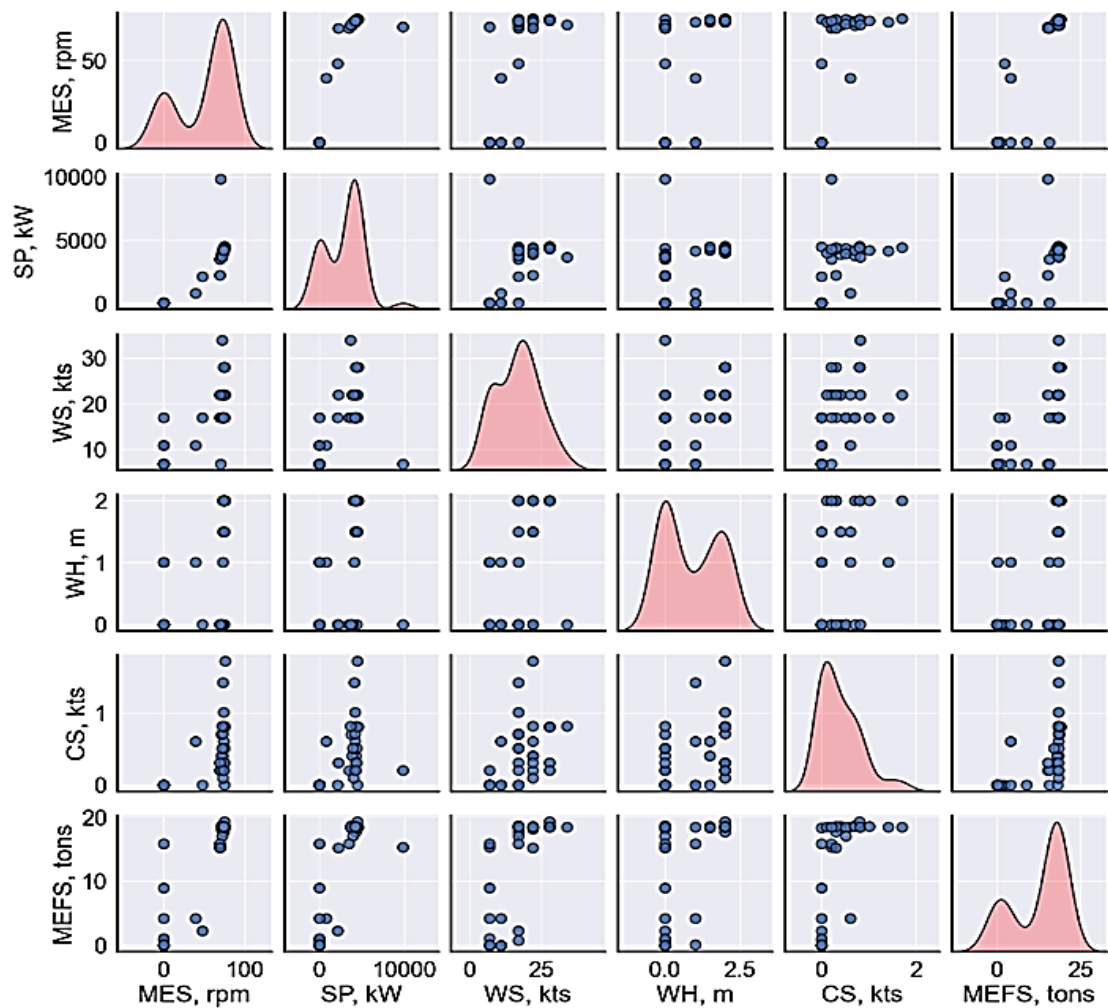 MES, rpm
50
0
SP, kW
10000
5000
0
WS, kts
30
20
10
WH, m
2
1
0
CS, kts
1
0
MEFS, tons
20
10
0
0 100 0 10000 0 25 0.0 2.5 0 2 0 25
MES, rpm SP, kW WS, kts WH, m CS, kts MEFS, tons